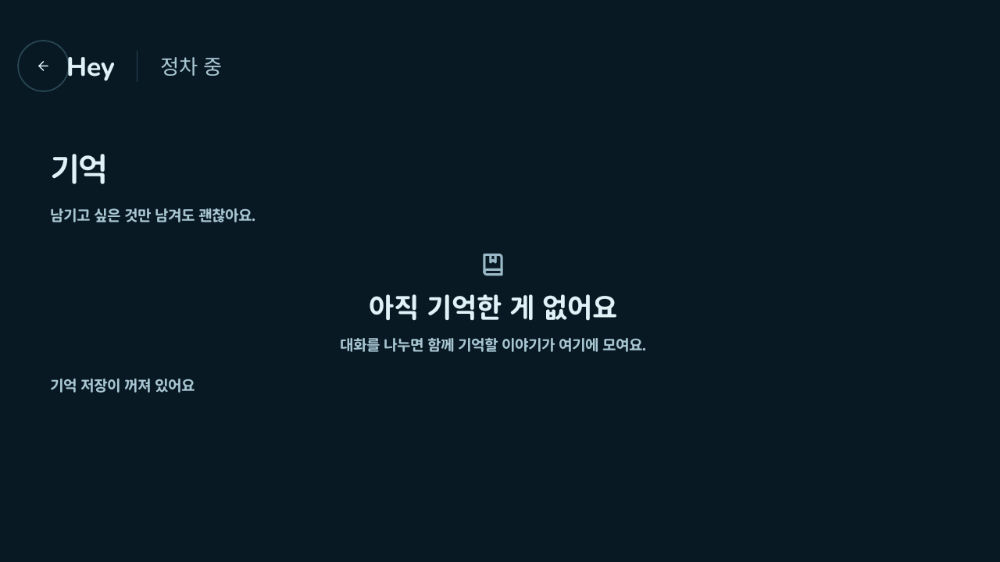 Hey
정차 중
기억
남기고 싶은 것만 남겨도 괜찮아요.
아직 기억한 게 없어요
대화를 나누면 함께 기억할 이야기가 여기에 모여요.
기억 저장이 꺼져 있어요